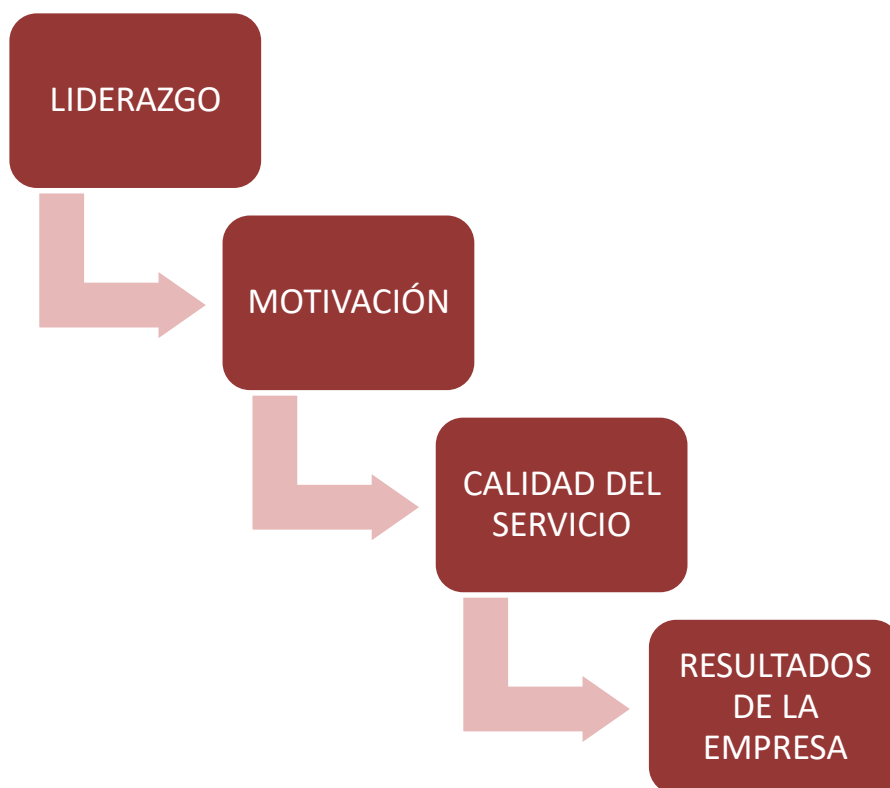 LIDERAZGO
MOTIVACIÓN
CALIDAD DEL
SERVICIO
RESULTADOS
DE LA
EMPRESA